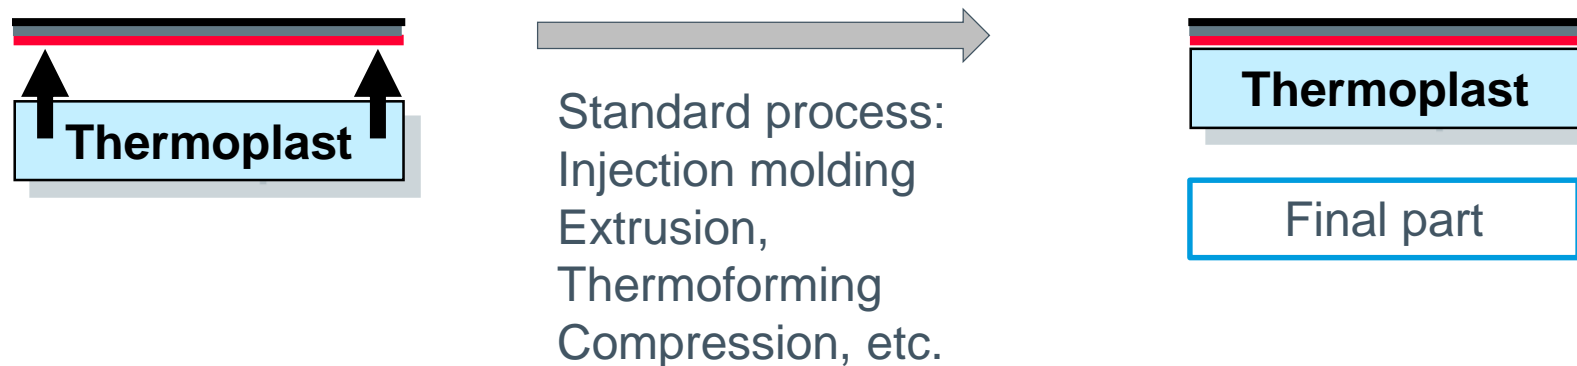 Thermoplast
Standard process:
Injection molding
Extrusion,
Thermoforming
Compression, etc.
Thermoplast
Final part